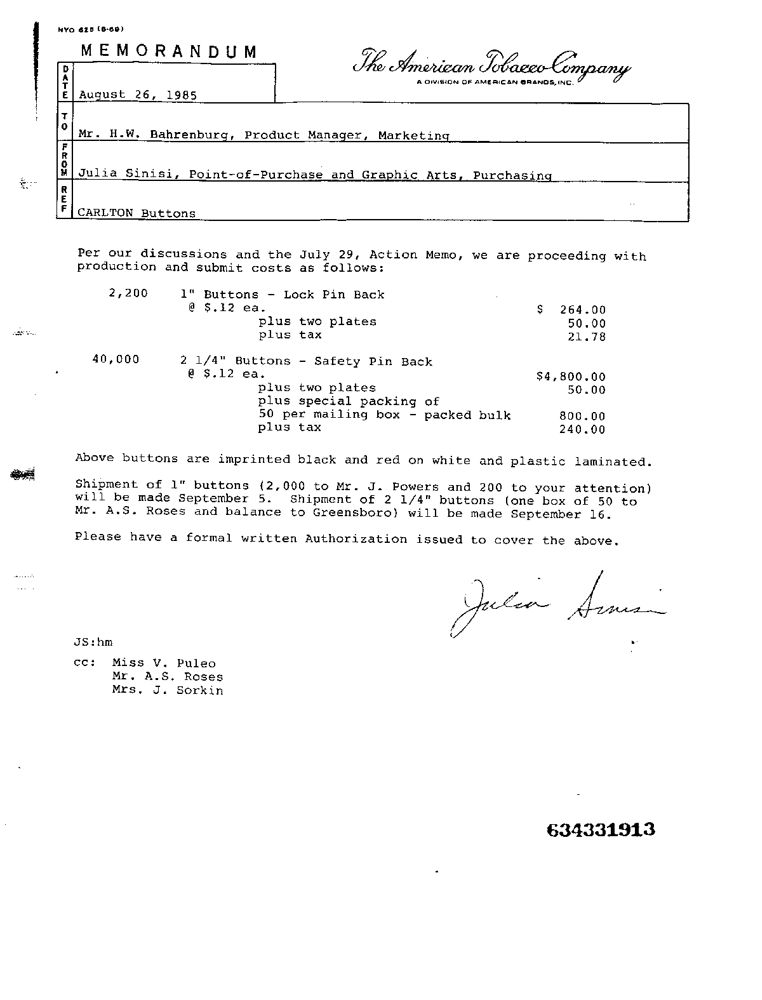 NYO 625 (8-69)
MEMORANDUM
The American Tobacco Company
A DIVISION OF AMERICAN BRANDS, INC.
DATE
August 26, 1985
TO
Mr. H.W. Bahrenburg, Product Manager, Marketing
FROM
Julia Sinisi, Point-of-Purchase and Graphic Arts, Purchasing
REF
CARLTON Buttons
Per our discussions and the July 29, Action Memo, we are proceeding with
production and submit costs as follows:
2,200 1" Buttons - Lock Pin Back
@ $.12 ea. $ 264.00
plus two plates 50.00
plus tax 21.78
40,000 2 1/4" Buttons - Safety Pin Back
@ $.12 ea. $4,800.00
plus two plates 50.00
plus special packing of
50 per mailing box - packed bulk 800.00
plus tax 240.00
Above buttons are imprinted black and red on white and plastic laminated.
Shipment of 1" buttons (2,000 to Mr. J. Powers and 200 to your attention)
will be made September 5. Shipment of 2 1/4" buttons (one box of 50 to
Mr. A.S. Roses and balance to Greensboro) will be made September 16.
Please have a formal written Authorization issued to cover the above.
Julia Sinisi
JS:hm
cc: Miss V. Puleo
Mr. A.S. Roses
Mrs. J. Sorkin
634331913